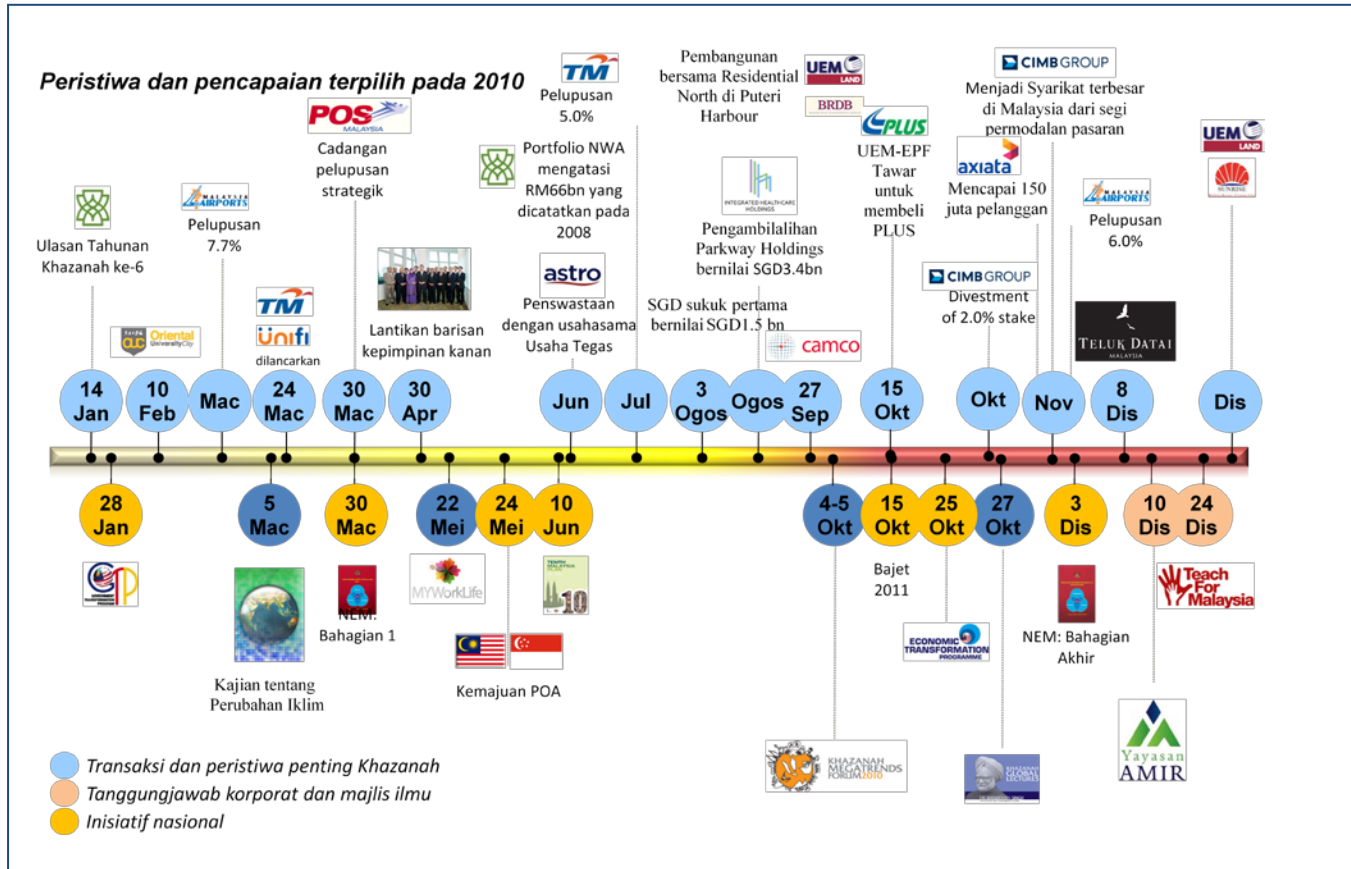 Peristiwa dan pencapaian terpilih pada 2010
Ulasan Tahunan
Khazanah ke-6
Oriental
UniversityCity
MALAYSIA
AIRPORTS
Pelupusan
7.7%
TM
Unifi
dilancarkan
POS
MALAYSIA
Cadangan
pelupusan
strategik
Lantikan barisan
kepimpinan kanan
TM
Pelupusan
5.0%
Portfolio NWA
mengatasi
RM66bn yang
dicatatkan pada
2008
astro
Penswastaan
dengan usahasama
Usaha Tegas
Pembangunan
bersama Residential
North di Puteri
Harbour
UEM
LAND
BRDB
INTEGRATED HEALTHCARE
HOLDINGS
Pengambilalihan
Parkway Holdings
bernilai SGD3.4bn
SGD sukuk pertama
bernilai SGD1.5 bn
camco
PLUS
UEM-EPF
Tawar
untuk
membeli
PLUS
CIMB GROUP
Menjadi Syarikat terbesar
di Malaysia dari segi
permodalan pasaran
axiata
Mencapai 150
juta pelanggan
CIMB GROUP
Divestment
of 2.0% stake
MALAYSIA
AIRPORTS
Pelupusan
6.0%
TELUK DATAI
MALAYSIA
UEM
LAND
SUNRISE
14
Jan
10
Feb
Mac
24
Mac
30
Mac
30
Apr
Jun
Jul
3
Ogos
Ogos
27
Sep
15
Okt
Okt
Nov
8
Dis
Dis
28
Jan
5
Mac
30
Mac
22
Mei
24
Mei
10
Jun
4-5
Okt
15
Okt
25
Okt
27
Okt
3
Dis
10
Dis
24
Dis
GTP
Kajian tentang
Perubahan Iklim
NEM:
Bahagian 1
MYWorkLife
Kemajuan POA
TENTH
MALAYSIA
PLAN
10
KHAZANAH
MEGATRENDS
FORUM2010
Bajet
2011
ECONOMIC
TRANSFORMATION
PROGRAMME
KHAZANAH
GLOBAL
LECTURES
NEM: Bahagian
Akhir
Yayasan
AMIR
Teach
For
Malaysia
Transaksi dan peristiwa penting Khazanah
Tanggungjawab korporat dan majlis ilmu
Inisiatif nasional